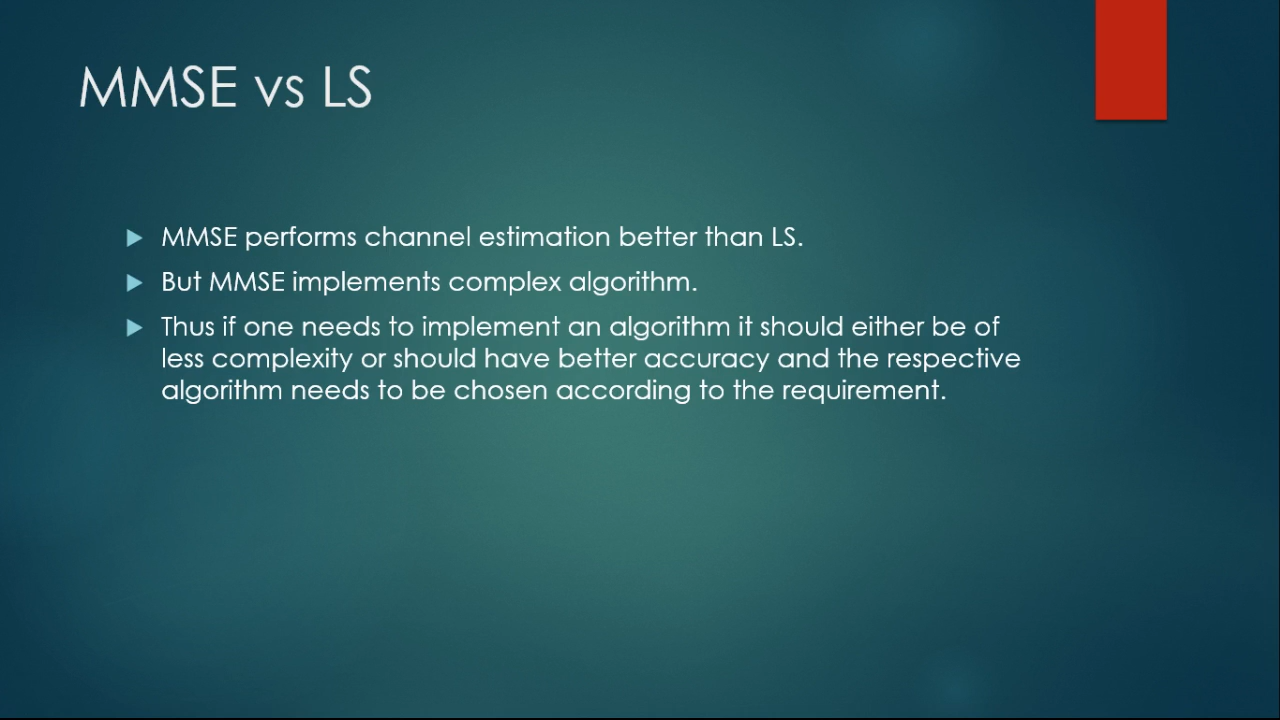 MMSE vs LS
MMSE performs channel estimation better than LS.
But MMSE implements complex algorithm.
Thus if one needs to implement an algorithm it should either be of
less complexity or should have better accuracy and the respective
algorithm needs to be chosen according to the requirement.